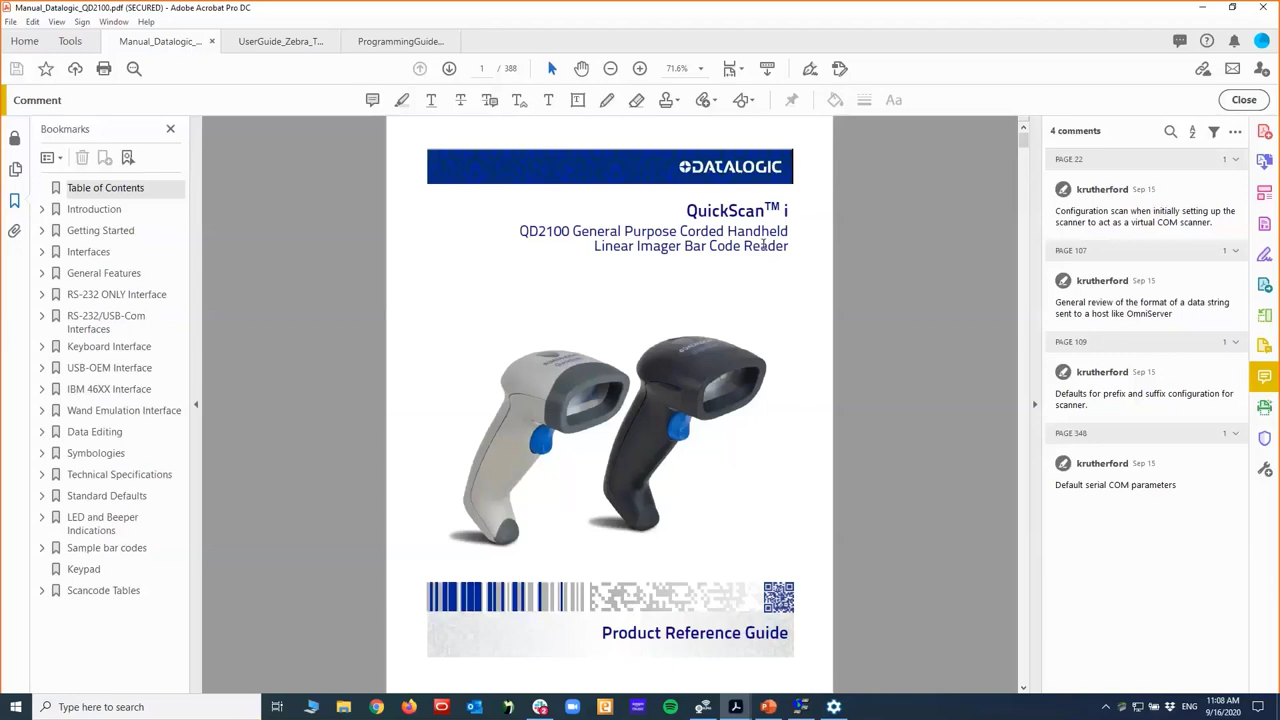 Manual_Datalogic_QD2100.pdf (SECURED) - Adobe Acrobat Pro DC
File Edit View Sign Window Help
Home Tools Manual_Datalogic_... × UserGuide_Zebra_T... ProgrammingGuide...
1 / 388 71.6%
Comment Aa Close
Bookmarks
Table of Contents
Introduction
Getting Started
Interfaces
General Features
RS-232 ONLY Interface
RS-232/USB-Com
Interfaces
Keyboard Interface
USB-OEM Interface
IBM 46XX Interface
Wand Emulation Interface
Data Editing
Symbologies
Technical Specifications
Standard Defaults
LED and Beeper
Indications
Sample bar codes
Keypad
Scancode Tables
DATALOGIC
QuickScan™ i
QD2100 General Purpose Corded Handheld
Linear Imager Bar Code Reader
Product Reference Guide
4 comments
PAGE 22 1
krutherford Sep 15
Configuration scan when initially setting up the
scanner to act as a virtual COM scanner.
PAGE 107 1
krutherford Sep 15
General review of the format of a data string
sent to a host like OmniServer
PAGE 109 1
krutherford Sep 15
Defaults for prefix and suffix configuration for
scanner.
PAGE 348 1
krutherford Sep 15
Default serial COM parameters
Type here to search
ENG
11:08 AM
9/16/2020